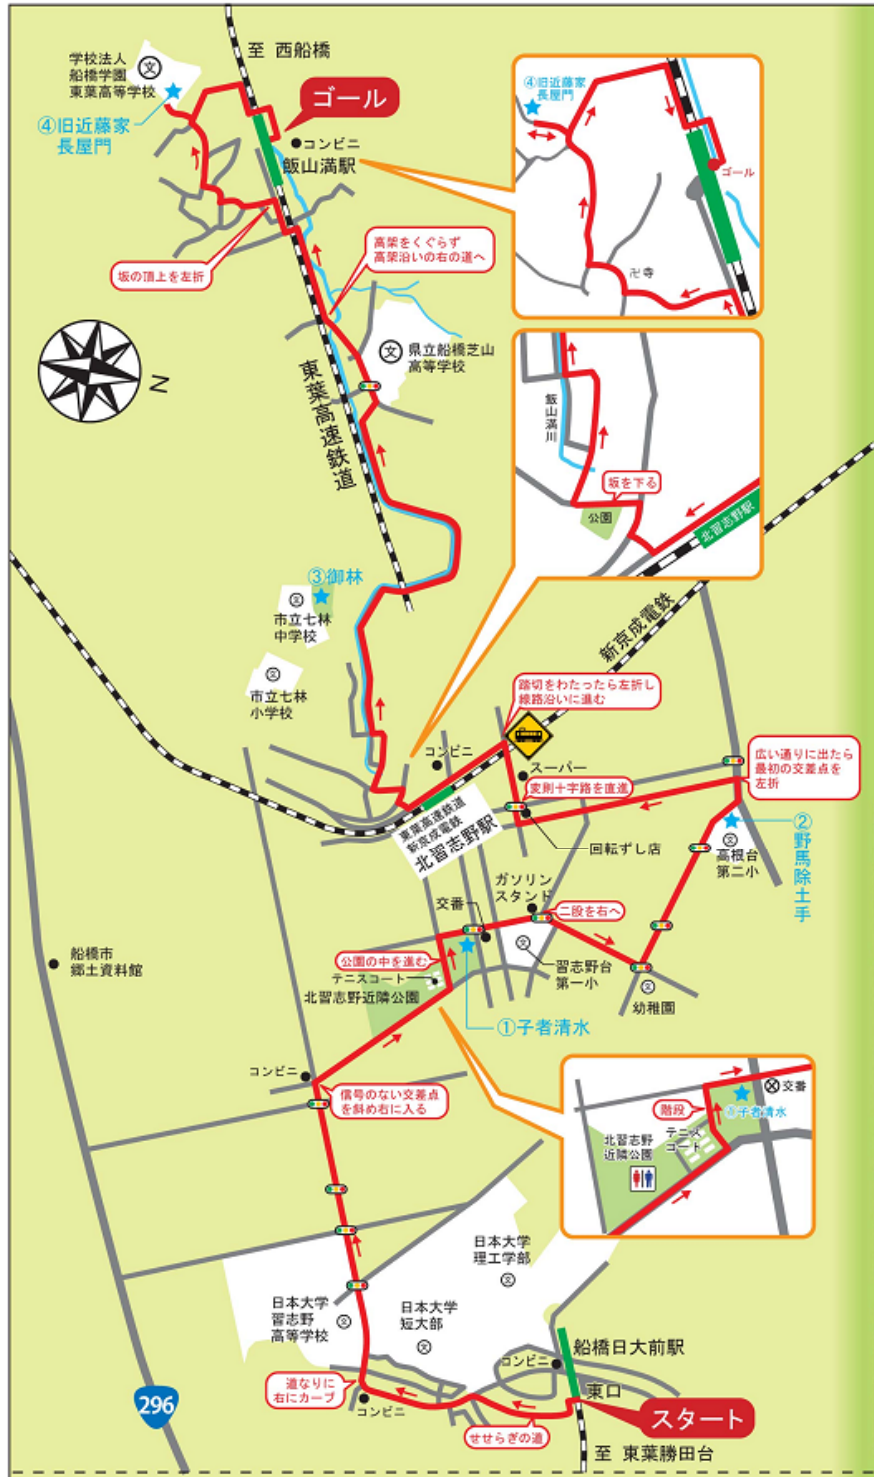 至 西船橋
学校法人
船橋学園
東葉高等学校
④旧近藤家
長屋門
ゴール
コンビニ
飯山満駅
④旧近藤家
長屋門
ゴール
卍寺
高架をくぐらず
高架沿いの右の道へ
坂の頂上を左折
県立船橋芝山
高等学校
N
東葉高速鉄道
飯山満川
坂を下る
公園
北習志野駅
③御林
市立七林
中学校
市立七林
小学校
新京成電鉄
踏切をわたったら左折し
線路沿いに進む
コンビニ
スーパー
広い通りに出たら
最初の交差点を
左折
変則十字路を直進
東葉高速鉄道
新京成電鉄
北習志野駅
回転ずし店
②野馬除土手
高根台
第二小
ガソリン
スタンド
交番
二段を右へ
公園の中を進む
テニスコート
北習志野近隣公園
習志野台
第一小
幼稚園
船橋市
郷土資料館
①子者清水
コンビニ
信号のない交差点
を斜め右に入る
交番
階段
①子者清水
テニス
コート
北習志野
近隣公園
日本大学
理工学部
日本大学
習志野
高等学校
日本大学
短大部
船橋日大前駅
コンビニ
東口
道なりに
右にカーブ
コンビニ
スタート
せせらぎの道
296
至 東葉勝田台